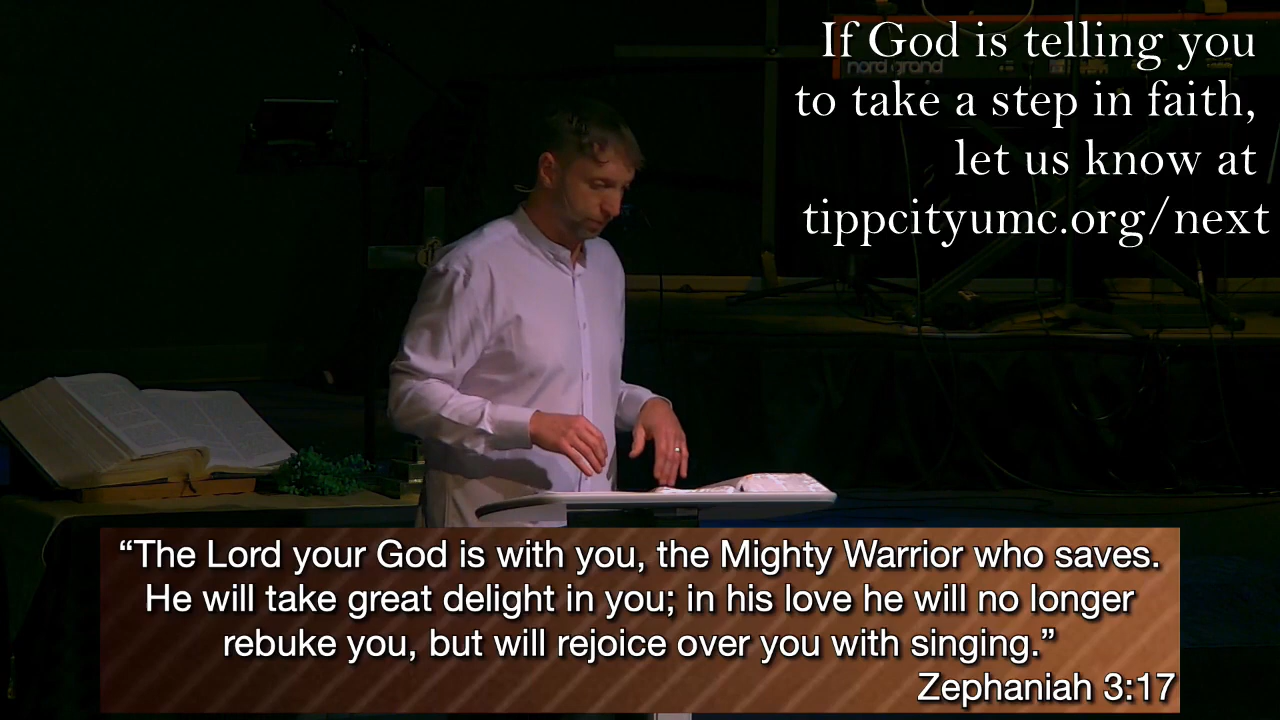 If God is telling you
to take a step in faith,
let us know at
tippcityumc.org/next
nord grand
“The Lord your God is with you, the Mighty Warrior who saves.
He will take great delight in you; in his love he will no longer
rebuke you, but will rejoice over you with singing.”
Zephaniah 3:17